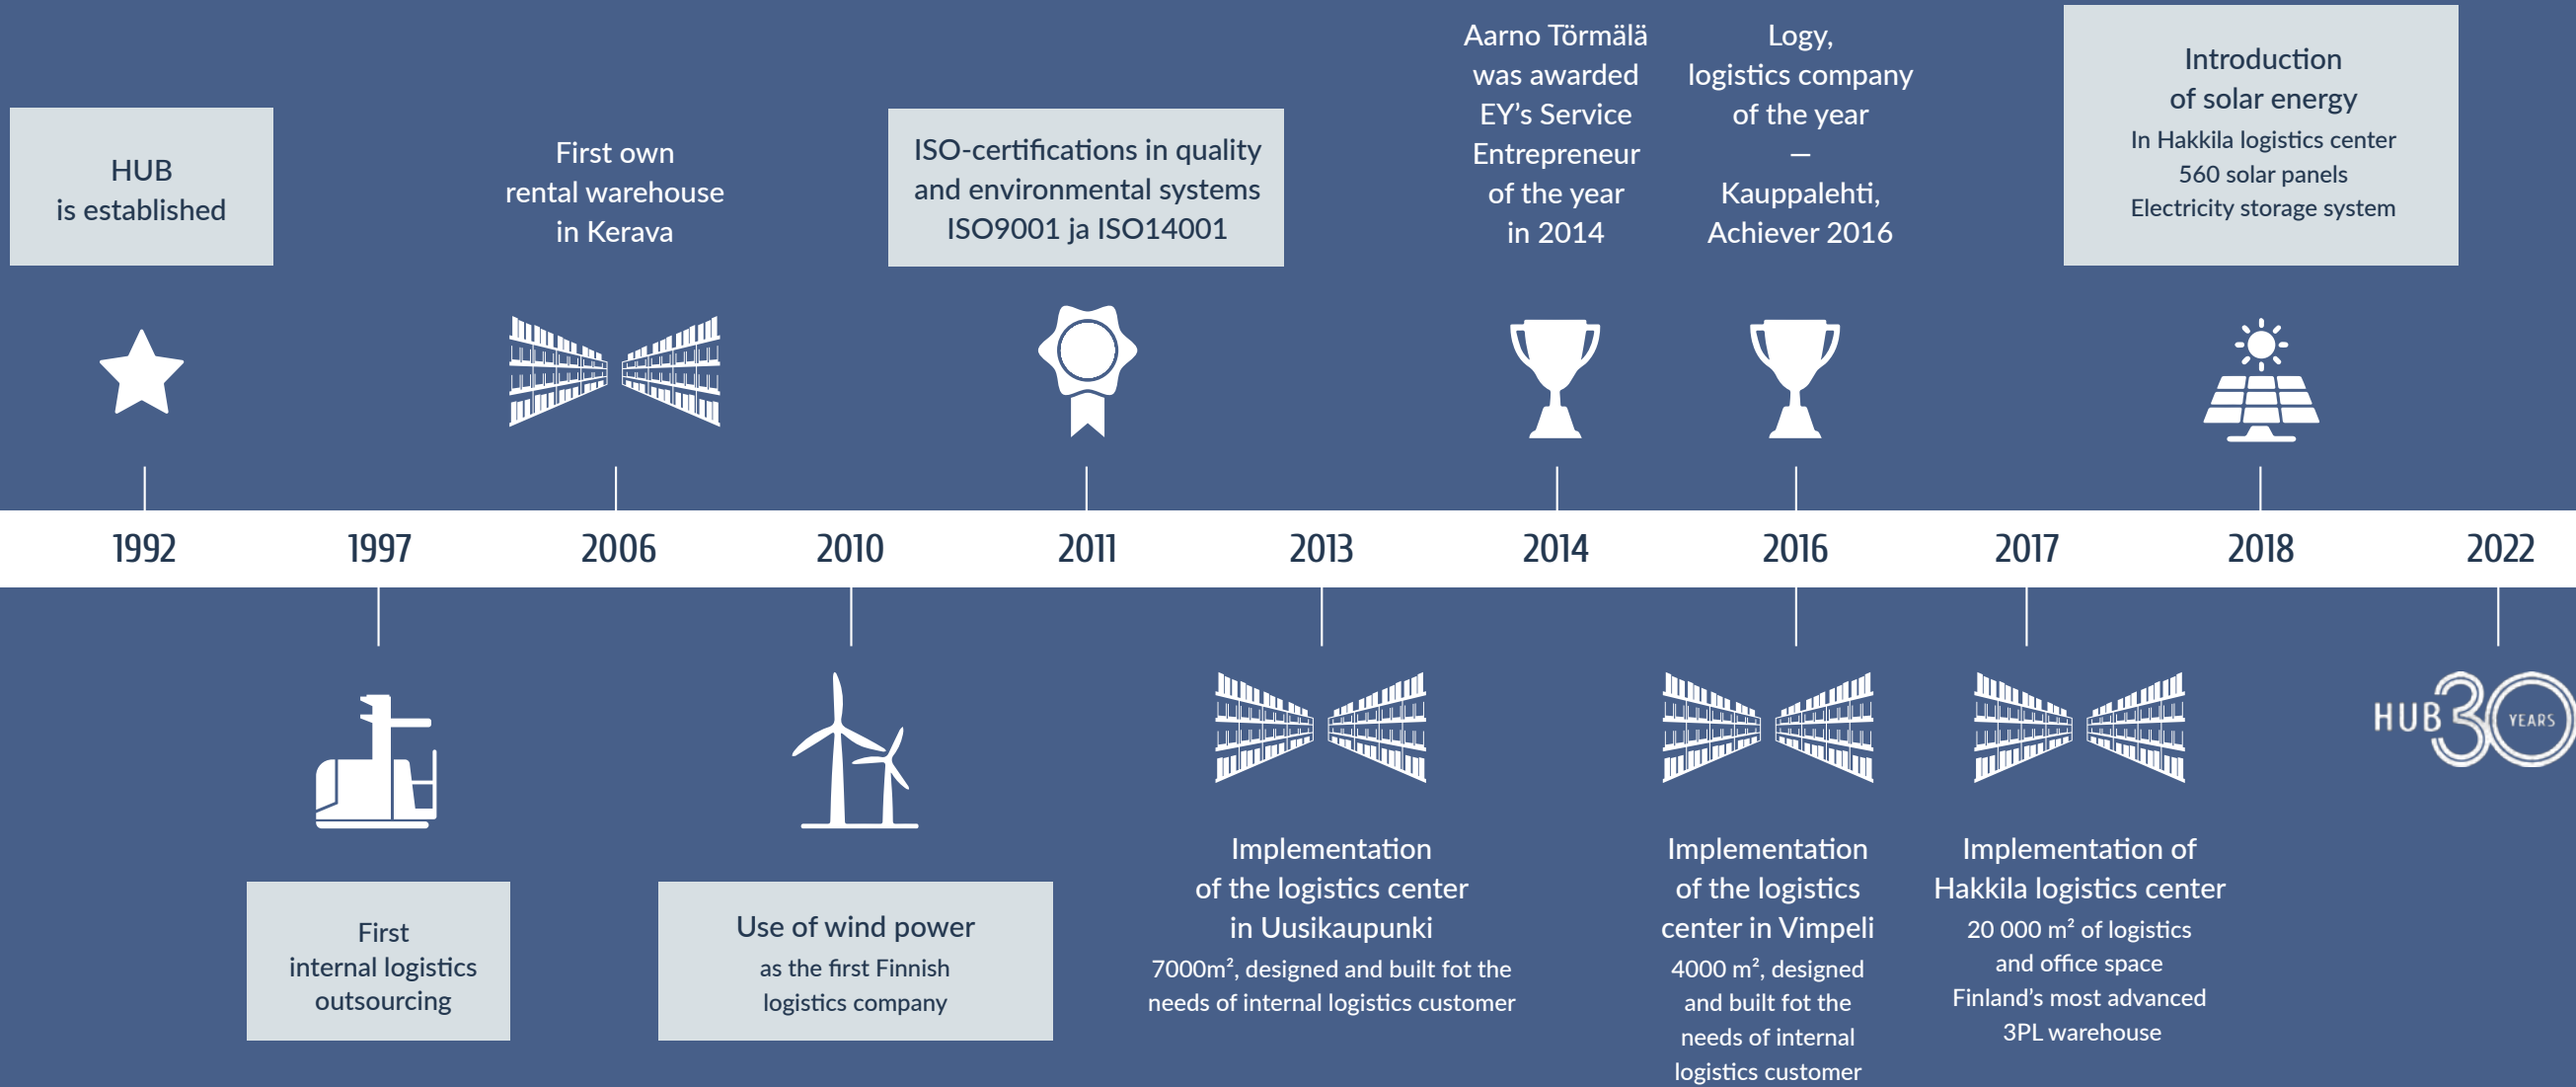 HUB
is established
First own
rental warehouse
in Kerava
ISO-certifications in quality
and environmental systems
ISO9001 ja ISO14001
Aarno Törmälä
was awarded
EY’s Service
Entrepreneur
of the year
in 2014
Logy,
logistics company
of the year
—
Kauppalehti,
Achiever 2016
Introduction
of solar energy
In Hakkila logistics center
560 solar panels
Electricity storage system
1992 1997 2006 2010 2011 2013 2014 2016 2017 2018 2022
First
internal logistics
outsourcing
Use of wind power
as the first Finnish
logistics company
Implementation
of the logistics center
in Uusikaupunki
7000m², designed and built fot the
needs of internal logistics customer
Implementation
of the logistics
center in Vimpeli
4000 m², designed
and built fot the
needs of internal
logistics customer
Implementation of
Hakkila logistics center
20 000 m² of logistics
and office space
Finland’s most advanced
3PL warehouse
HUB 30 YEARS